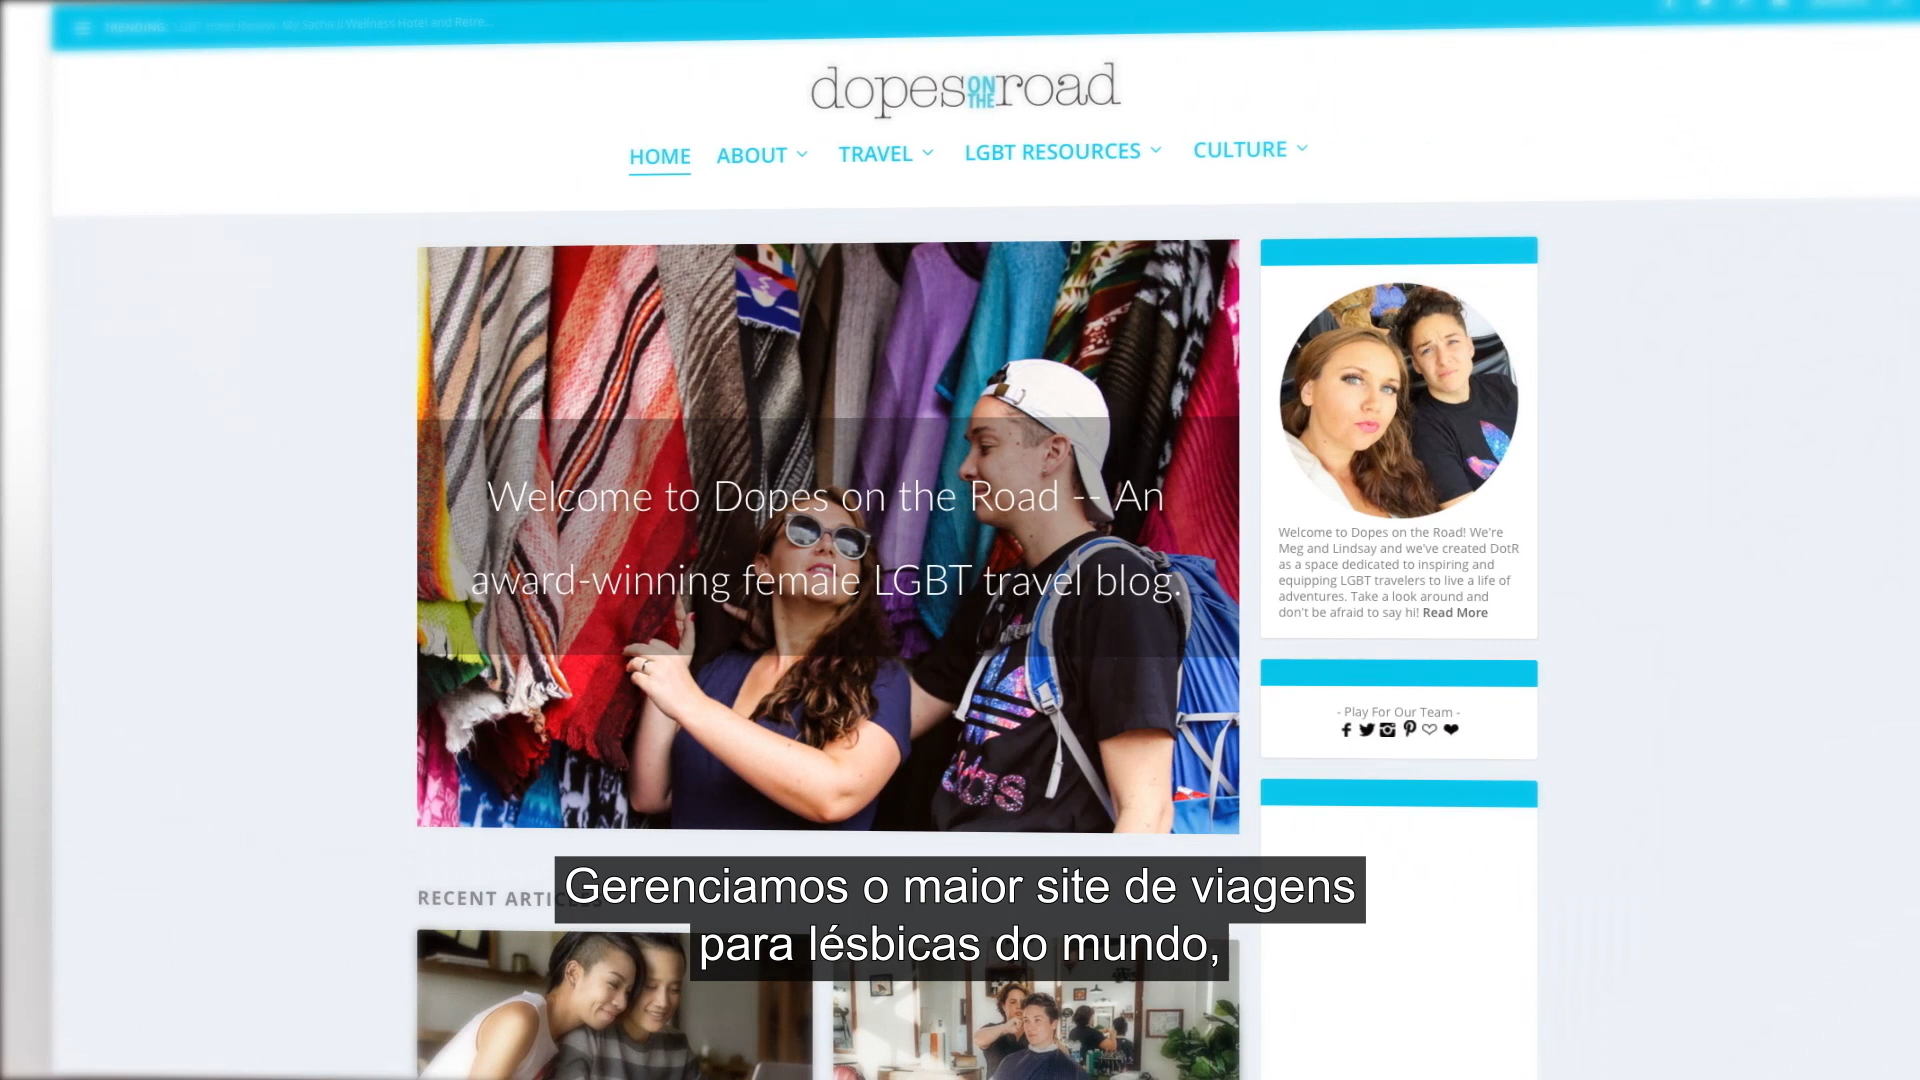 TRENDING:
dopes ON THE road
HOME ABOUT TRAVEL LGBT RESOURCES CULTURE
Welcome to Dopes on the Road -- An
award-winning female LGBT travel blog.
Welcome to Dopes on the Road! We're
Meg and Lindsay and we've created DotR
as a space dedicated to inspiring and
equipping LGBT travelers to live a life of
adventures. Take a look around and
don't be afraid to say hi! Read More
- Play For Our Team -
RECENT
Gerenciamos o maior site de viagens
para lésbicas do mundo,